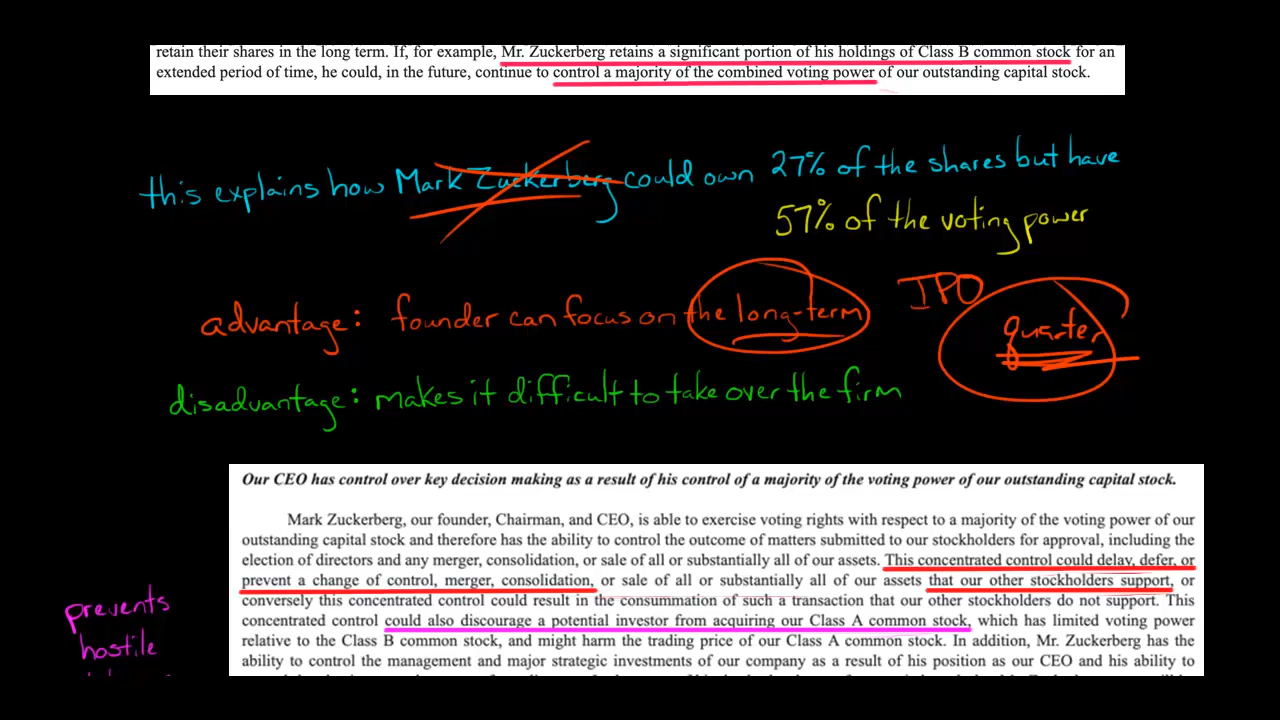 retain their shares in the long term. If, for example, Mr. Zuckerberg retains a significant portion of his holdings of Class B common stock for an
extended period of time, he could, in the future, continue to control a majority of the combined voting power of our outstanding capital stock.
this explains how Mark Zuckerberg could own 27% of the shares but have
57% of the voting power
advantage: founder can focus on the long-term
IPO
quarter
disadvantage: makes it difficult to take over the firm
Our CEO has control over key decision making as a result of his control of a majority of the voting power of our outstanding capital stock.
Mark Zuckerberg, our founder, Chairman, and CEO, is able to exercise voting rights with respect to a majority of the voting power of our
outstanding capital stock and therefore has the ability to control the outcome of matters submitted to our stockholders for approval, including the
election of directors and any merger, consolidation, or sale of all or substantially all of our assets. This concentrated control could delay, defer, or
prevent a change of control, merger, consolidation, or sale of all or substantially all of our assets that our other stockholders support, or
conversely this concentrated control could result in the consummation of such a transaction that our other stockholders do not support. This
concentrated control could also discourage a potential investor from acquiring our Class A common stock, which has limited voting power
relative to the Class B common stock, and might harm the trading price of our Class A common stock. In addition, Mr. Zuckerberg has the
ability to control the management and major strategic investments of our company as a result of his position as our CEO and his ability to
prevents
hostile